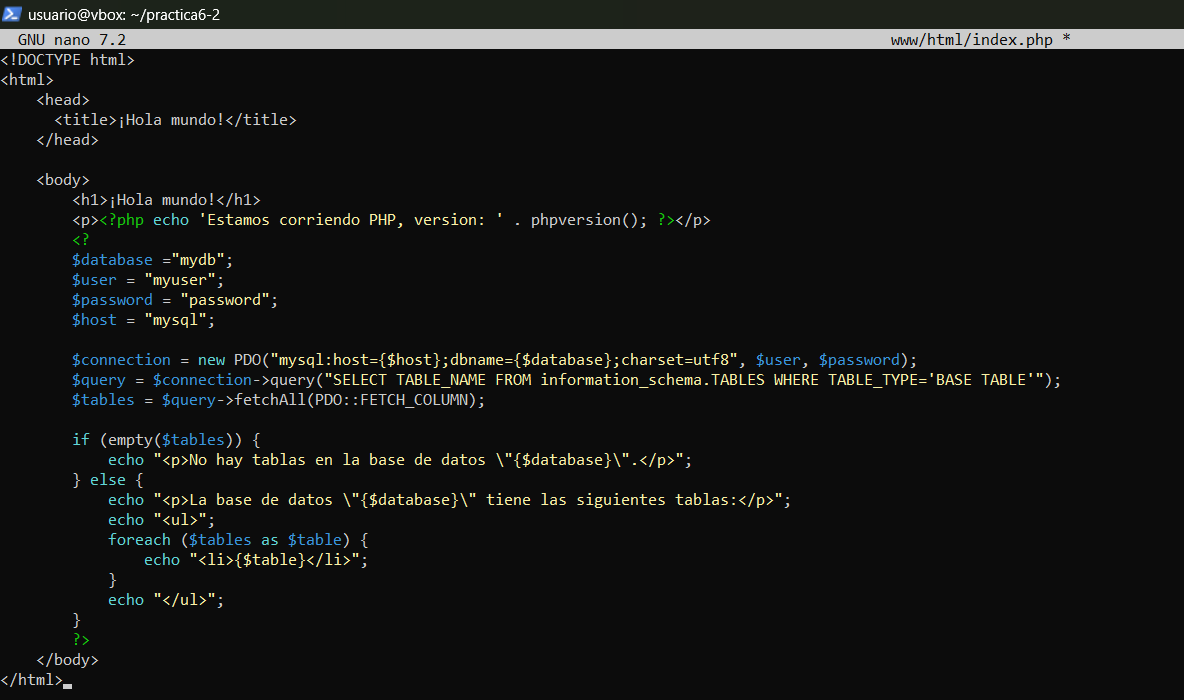 usuario@vbox: ~/practica6-2
GNU nano 7.2 www/html/index.php *
<!DOCTYPE html>
<html>
    <head>
      <title>¡Hola mundo!</title>
    </head>

    <body>
        <h1>¡Hola mundo!</h1>
        <p><?php echo 'Estamos corriendo PHP, version: ' . phpversion(); ?></p>
        <?
        $database ="mydb";
        $user = "myuser";
        $password = "password";
        $host = "mysql";

        $connection = new PDO("mysql:host={$host};dbname={$database};charset=utf8", $user, $password);
        $query = $connection->query("SELECT TABLE_NAME FROM information_schema.TABLES WHERE TABLE_TYPE='BASE TABLE'");
        $tables = $query->fetchAll(PDO::FETCH_COLUMN);

        if (empty($tables)) {
            echo "<p>No hay tablas en la base de datos \"{$database}\".</p>";
        } else {
            echo "<p>La base de datos \"{$database}\" tiene las siguientes tablas:</p>";
            echo "<ul>";
            foreach ($tables as $table) {
                echo "<li>{$table}</li>";
            }
            echo "</ul>";
        }
        ?>
    </body>
</html>